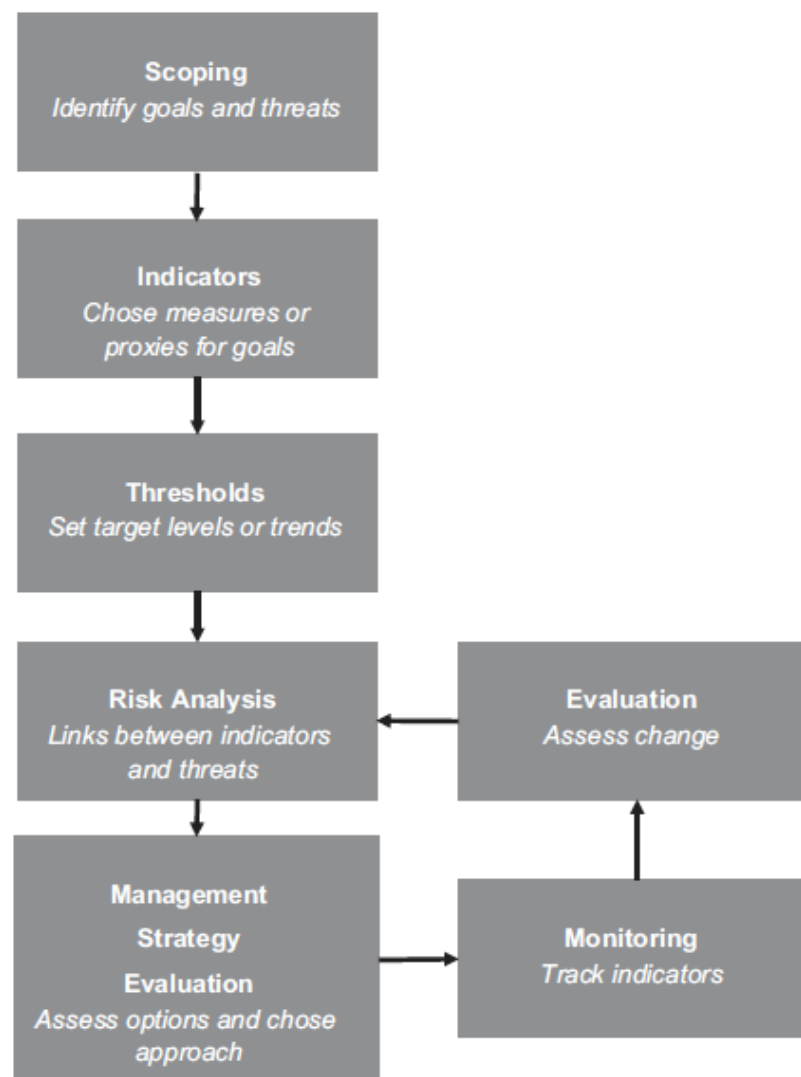 Scoping
Identify goals and threats
Indicators
Chose measures or
proxies for goals
Thresholds
Set target levels or trends
Risk Analysis
Links between indicators
and threats
Evaluation
Assess change
Management
Strategy
Evaluation
Assess options and chose
approach
Monitoring
Track indicators